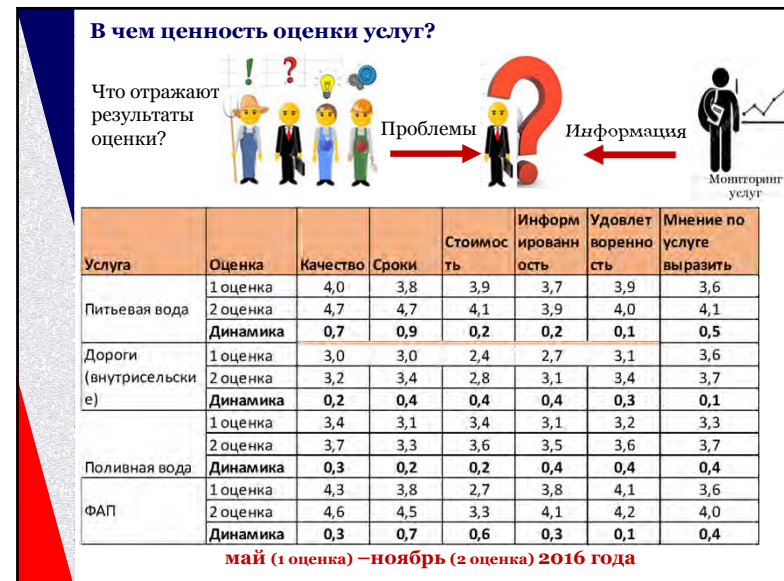 В чем ценность оценки услуг?
Что отражают
результаты
оценки?
Проблемы
Информация
Мониторинг
услуг
Услуга Оценка Качество Сроки Стоимос ть Информ ированн ость Удовлет воренно сть Мнение по услуге выразить
Питьевая вода 1 оценка 4,0 3,8 3,9 3,7 3,9 3,6
2 оценка 4,7 4,7 4,1 3,9 4,0 4,1
Динамика 0,7 0,9 0,2 0,2 0,1 0,5
Дороги (внутрисельски е) 1 оценка 3,0 3,0 2,4 2,7 3,1 3,6
2 оценка 3,2 3,4 2,8 3,1 3,4 3,7
Динамика 0,2 0,4 0,4 0,4 0,3 0,1
Поливная вода 1 оценка 3,4 3,1 3,4 3,1 3,2 3,3
2 оценка 3,7 3,3 3,6 3,5 3,6 3,7
Динамика 0,3 0,2 0,2 0,4 0,4 0,4
ФАП 1 оценка 4,3 3,8 2,7 3,8 4,1 3,6
2 оценка 4,6 4,5 3,3 4,1 4,2 4,0
Динамика 0,3 0,7 0,6 0,3 0,1 0,4
май (1 оценка) –ноябрь (2 оценка) 2016 года